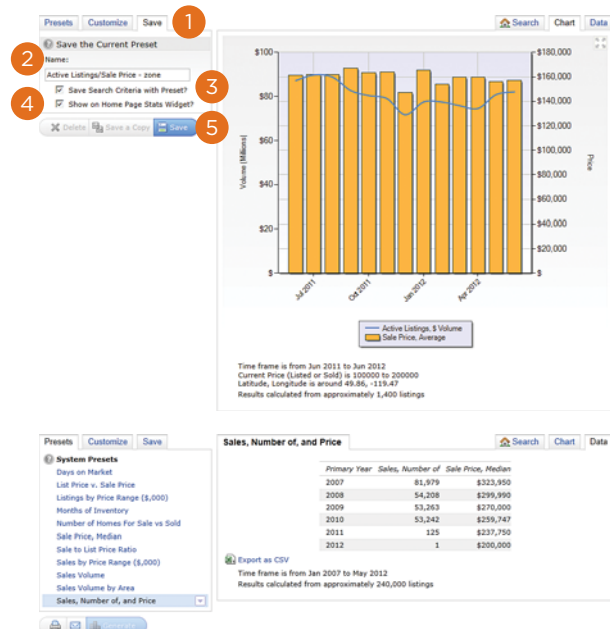 Presets Customize Save 1
Search Chart Data
Save the Current Preset
2 Name:
Active Listings/Sale Price - zone
Save Search Criteria with Preset? 3
4 Show on Home Page Stats Widget?
Delete Save a Copy Save 5
$100 $180,000
$160,000
$80 $140,000
$120,000
$60 $100,000
$80,000
$40 $60,000
$20 $40,000
$20,000
$ $
Volume (Millions)
Price
Jul 2011 Oct 2011 Jan 2012 Apr 2012
Active Listings, $ Volume
Sale Price, Average
Time frame is from Jun 2011 to Jun 2012
Current Price (Listed or Sold) is 100000 to 200000
Latitude, Longitude is around 49.86, -119.47
Results calculated from approximately 1,400 listings
Presets Customize Save
Sales, Number of, and Price Search Chart Data
System Presets
Days on Market
List Price v. Sale Price
Listings by Price Range ($,000)
Months of Inventory
Number of Homes For Sale vs Sold
Sale Price, Median
Sale to List Price Ratio
Sales by Price Range ($,000)
Sales Volume
Sales Volume by Area
Sales, Number of, and Price
Primary Year Sales, Number of Sale Price, Median
2007 81,979 $323,950
2008 54,208 $299,990
2009 53,263 $270,000
2010 53,242 $259,747
2011 125 $237,750
2012 1 $200,000
Export as CSV
Time frame is from Jan 2007 to May 2012
Results calculated from approximately 240,000 listings